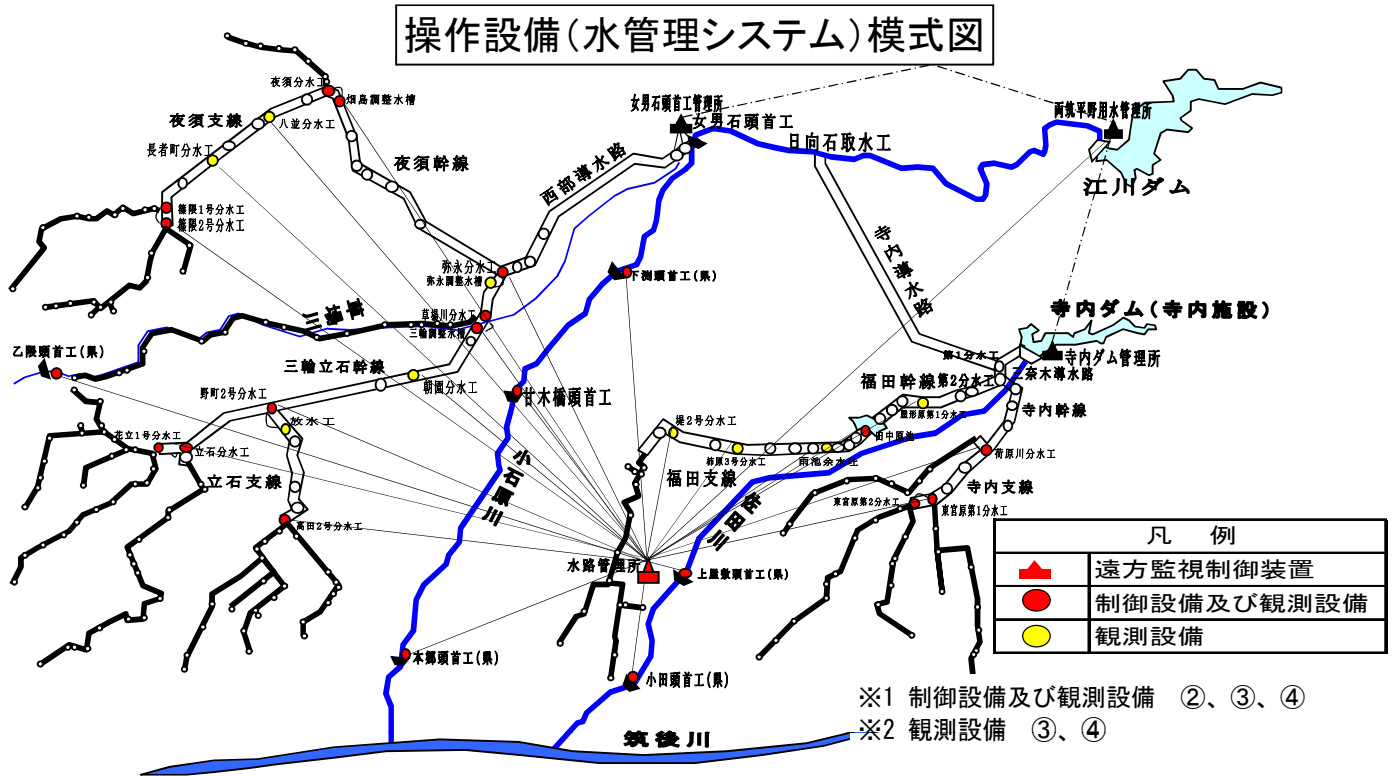 操作設備(水管理システム)模式図
夜須分水工
畑島調整水槽
夜須支線
八並分水工
長者町分水工
夜須幹線
篠隈1号分水工
篠隈2号分水工
女男石頭首工管理所
女男石頭首工
西部導水路
日向石取水工
両筑平野用水管理所
江川ダム
寺内導水路
弥永分水工
弥永調整水槽
下渕頭首工(県)
草場川
草場川分水工
三輪調整水槽
寺内ダム(寺内施設)
寺内ダム管理所
第1分水工
三奈木導水路
乙隈頭首工(県)
三輪立石幹線
朝園分水工
福田幹線
第2分水工
屋形原第1分水工
寺内幹線
野町2号分水工
放水工
甘木橋頭首工
堤2号分水工
田中原池
花立1号分水工
立石分水工
柿原3号分水工
雨池余水吐
荷原川分水工
立石支線
小石原川
福田支線
佐田川
寺内支線
東宮原第2分水工
東宮原第1分水工
高田2号分水工
水路管理所
上屋敷頭首工(県)
凡 例
遠方監視制御装置
制御設備及び観測設備
観測設備
本郷頭首工(県)
小田頭首工(県)
※1 制御設備及び観測設備 ②、③、④
※2 観測設備 ③、④
筑後川